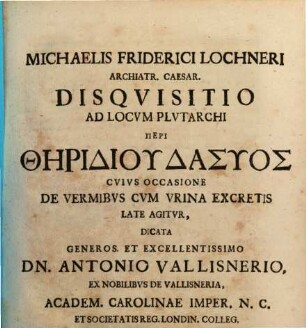 MICHAELIS FRIDERICI LOCHNERI
ARCHIATR. CAESAR.
DISQVISITIO
AD LOCVM PLVTARCHI
ΠΕΡΙ
ΘΗΡΙΔΙΟΥ ΔΑΣΥΟΣ
CVIVS OCCASIONE
DE VERMIBVS CVM VRINA EXCRETIS
LATE AGITVR,
DICATA
GENEROS. ET EXCELLENTISSIMO
DN. ANTONIO VALLISNERIO,
EX NOBILIBVS DE VALLISNERIA,
ACADEM. CAROLINAE IMPER. N. C.
ET SOCIETATIS REG. LONDIN. COLLEG.